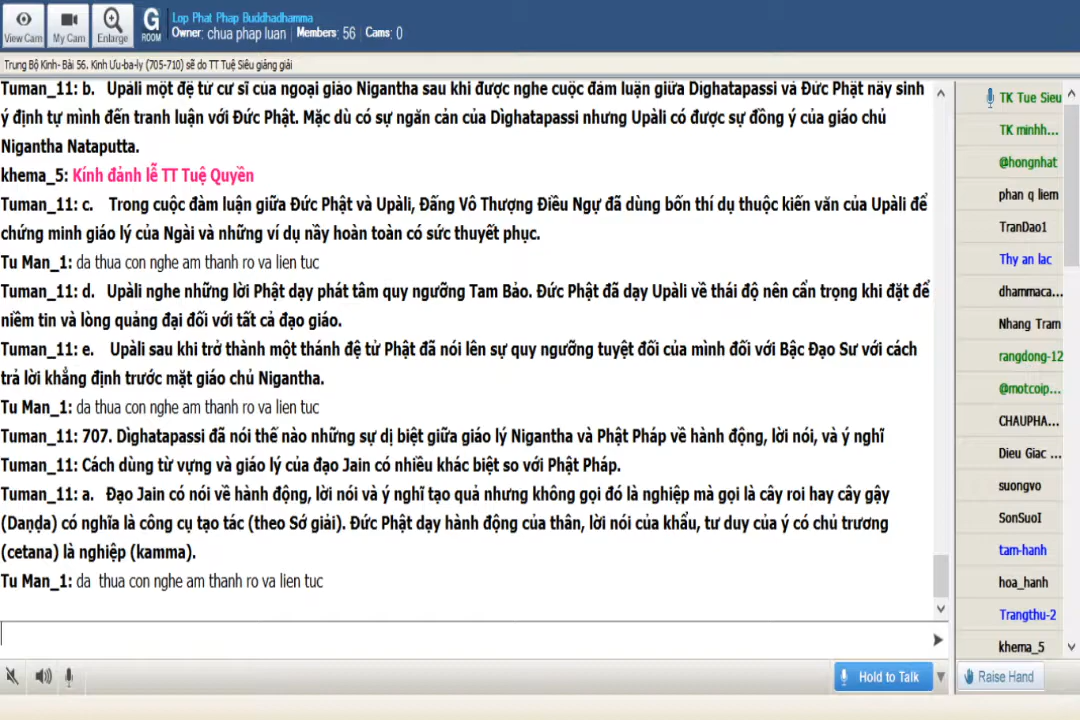 View Cam
My Cam
Enlarge
G ROOM
Lop Phat Phap Buddhadhamma
Owner: chua phap luan | Members: 56 | Cams: 0
Trung Bộ Kinh- Bài 56. Kinh Ưu-ba-ly (705-710) sẽ do TT Tuệ Siêu giảng giải
Tuman_11: b. Upàli một đệ tử cư sĩ của ngoại giáo Nigantha sau khi được nghe cuộc đàm luận giữa Dìghatapassi và Đức Phật nảy sinh
ý định tự mình đến tranh luận với Đức Phật. Mặc dù có sự ngăn cản của Dìghatapassi nhưng Upàli có được sự đồng ý của giáo chủ
Nigantha Nataputta.
khema_5: Kính đảnh lễ TT Tuệ Quyền
Tuman_11: c. Trong cuộc đàm luận giữa Đức Phật và Upàli, Đấng Vô Thượng Điều Ngự đã dùng bốn thí dụ thuộc kiến văn của Upàli để
chứng minh giáo lý của Ngài và những ví dụ nầy hoàn toàn có sức thuyết phục.
Tu Man_1: da thua con nghe am thanh ro va lien tuc
Tuman_11: d. Upàli nghe những lời Phật dạy phát tâm quy ngưỡng Tam Bảo. Đức Phật đã dạy Upàli về thái độ nên cẩn trọng khi đặt để
niềm tin và lòng quảng đại đối với tất cả đạo giáo.
Tuman_11: e. Upàli sau khi trở thành một thánh đệ tử Phật đã nói lên sự quy ngưỡng tuyệt đối của mình đối với Bậc Đạo Sư với cách
trả lời khẳng định trước mặt giáo chủ Nigantha.
Tu Man_1: da thua con nghe am thanh ro va lien tuc
Tuman_11: 707. Dìghatapassi đã nói thế nào những sự dị biệt giữa giáo lý Nigantha và Phật Pháp về hành động, lời nói, và ý nghĩ
Tuman_11: Cách dùng từ vựng và giáo lý của đạo Jain có nhiều khác biệt so với Phật Pháp.
Tuman_11: a. Đạo Jain có nói về hành động, lời nói và ý nghĩ tạo quả nhưng không gọi đó là nghiệp mà gọi là cây roi hay cây gậy
(Daṇḍa) có nghĩa là công cụ tạo tác (theo Sớ giải). Đức Phật dạy hành động của thân, lời nói của khẩu, tư duy của ý có chủ trương
(cetana) là nghiệp (kamma).
Tu Man_1: da thua con nghe am thanh ro va lien tuc
TK Tue Sieu
TK minhh...
@hongnhat
phan q liem
TranDao1
Thy an lac
dhammaca...
Nhang Tram
rangdong-12
@motcoip...
CHAUPHA...
Dieu Giac ...
suongvo
SonSuoI
tam-hanh
hoa_hanh
Trangthu-2
khema_5
Hold to Talk
Raise Hand